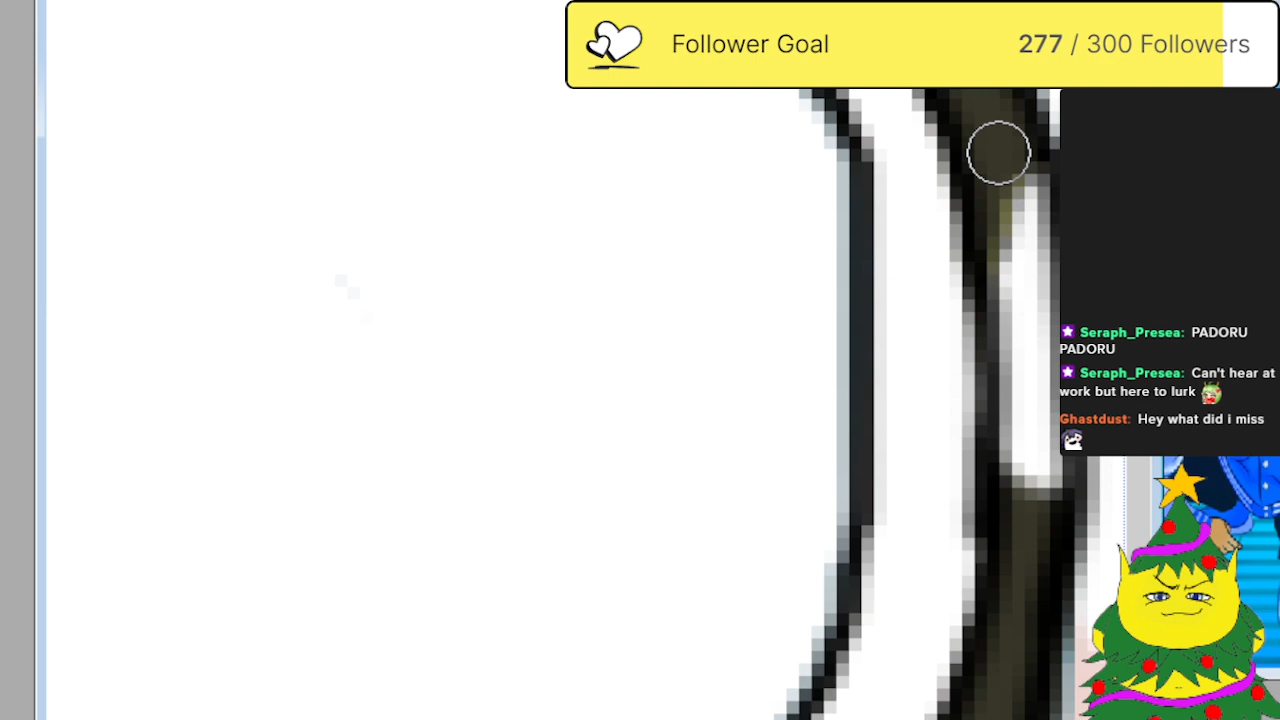 Follower Goal 277 / 300 Followers
Seraph_Presea: PADORU
PADORU
Seraph_Presea: Can't hear at
work but here to lurk
Ghastdust: Hey what did i miss